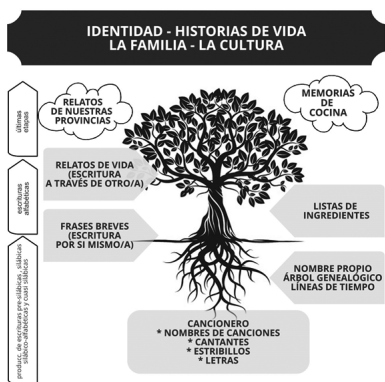 IDENTIDAD - HISTORIAS DE VIDA
LA FAMILIA - LA CULTURA
últimas
etapas
RELATOS
DE NUESTRAS
PROVINCIAS
MEMORIAS
DE
COCINA
escrituras
alfabéticas
RELATOS DE VIDA
(ESCRITURA
A TRAVÉS DE OTRO/A)
LISTAS DE
INGREDIENTES
FRASES BREVES
(ESCRITURA
POR SI MISMO/A)
producc. de escrituras pre-silábicas , silábicas
silábico-alfabéticas y cuasi silábicas
NOMBRE PROPIO
ÁRBOL GENEALÓGICO
LÍNEAS DE TIEMPO
CANCIONERO
* NOMBRES DE CANCIONES
* CANTANTES
* ESTRIBILLOS
* LETRAS